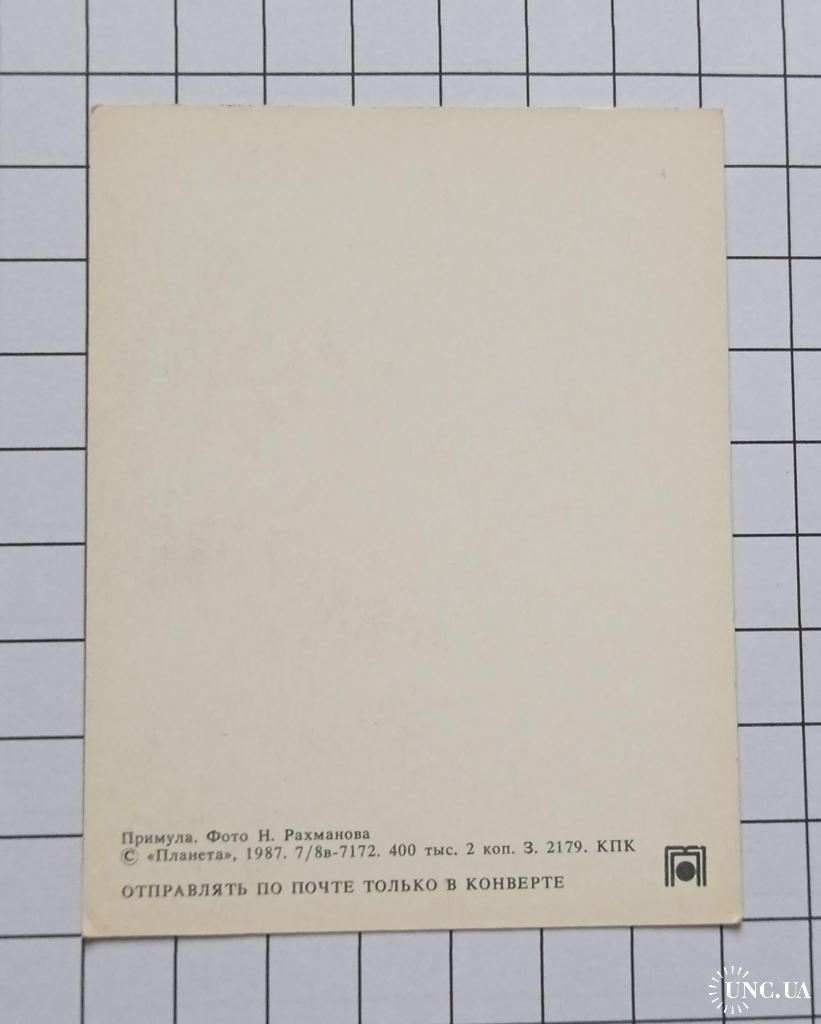 Примула. Фото Н. Рахманова
© «Планета», 1987. 7/8в-7172. 400 тыс. 2 коп. З. 2179. КПК
ОТПРАВЛЯТЬ ПО ПОЧТЕ ТОЛЬКО В КОНВЕРТЕ
UNC.UA